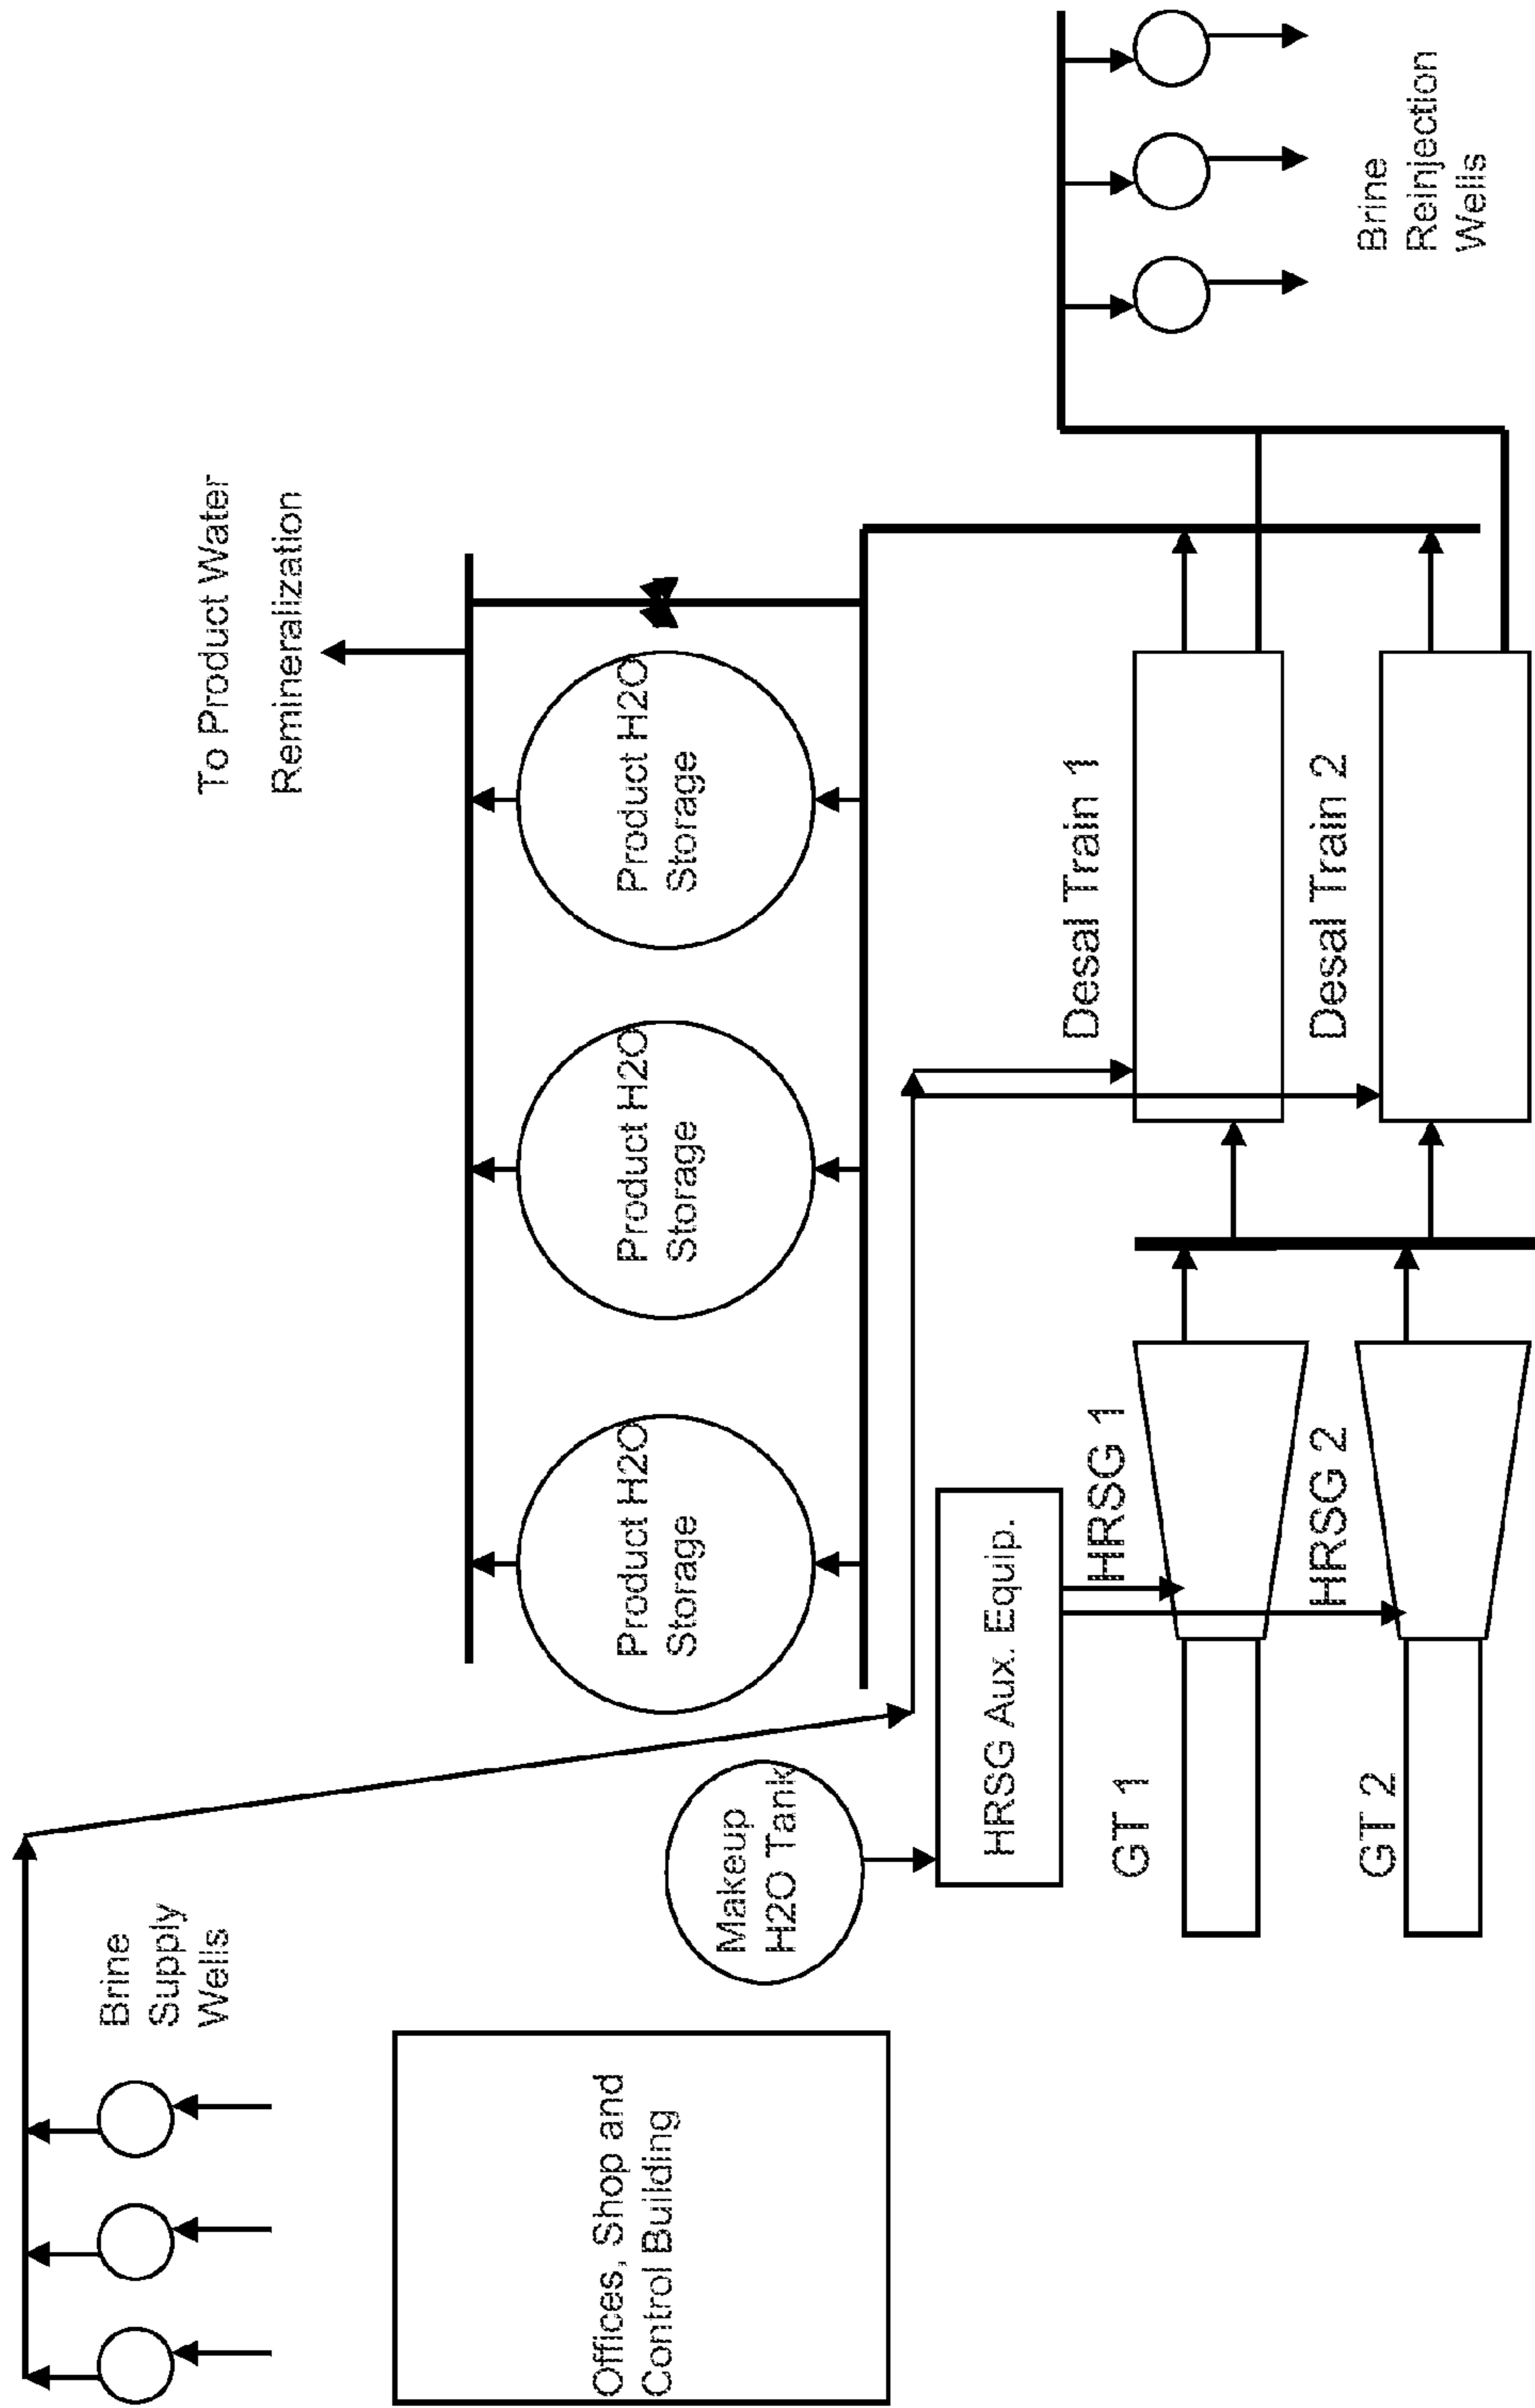 Brine
Supply
Wells
To Product Water
Remineralization
Offices, Shop and
Control Building
Makeup
H2O Tank
Product H2O
Storage
Product H2O
Storage
Product H2O
Storage
HRSG Aux. Equip.
GT 1
HRSG 1
Desal Train 1
GT 2
HRSG 2
Desal Train 2
Brine
Reinjection
Wells